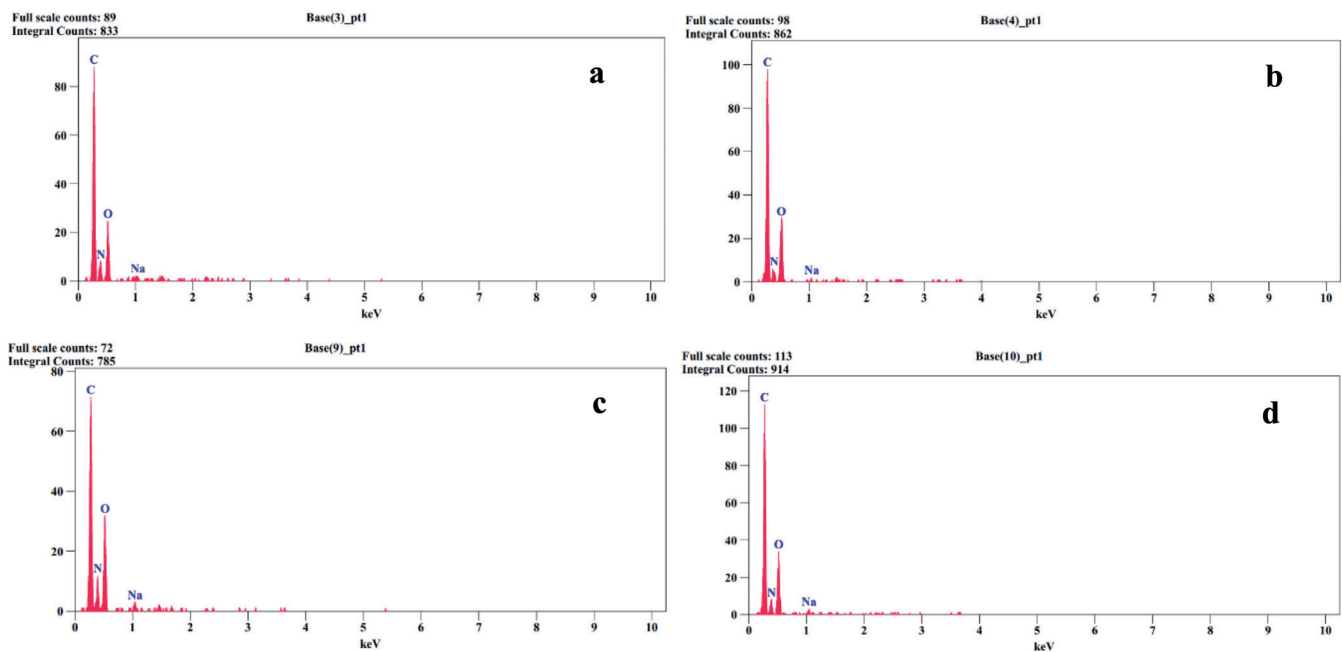 Full scale counts: 89
Integral Counts: 833
Base(3)_pt1
a
C
O
N
Na
80
60
40
20
0
0 1 2 3 4 5 6 7 8 9 10
keV
Full scale counts: 98
Integral Counts: 862
Base(4)_pt1
b
C
O
N
Na
100
80
60
40
20
0
0 1 2 3 4 5 6 7 8 9 10
keV
Full scale counts: 72
Integral Counts: 785
Base(9)_pt1
c
C
O
N
Na
80
60
40
20
0
0 1 2 3 4 5 6 7 8 9 10
keV
Full scale counts: 113
Integral Counts: 914
Base(10)_pt1
d
C
O
N
Na
120
100
80
60
40
20
0
0 1 2 3 4 5 6 7 8 9 10
keV